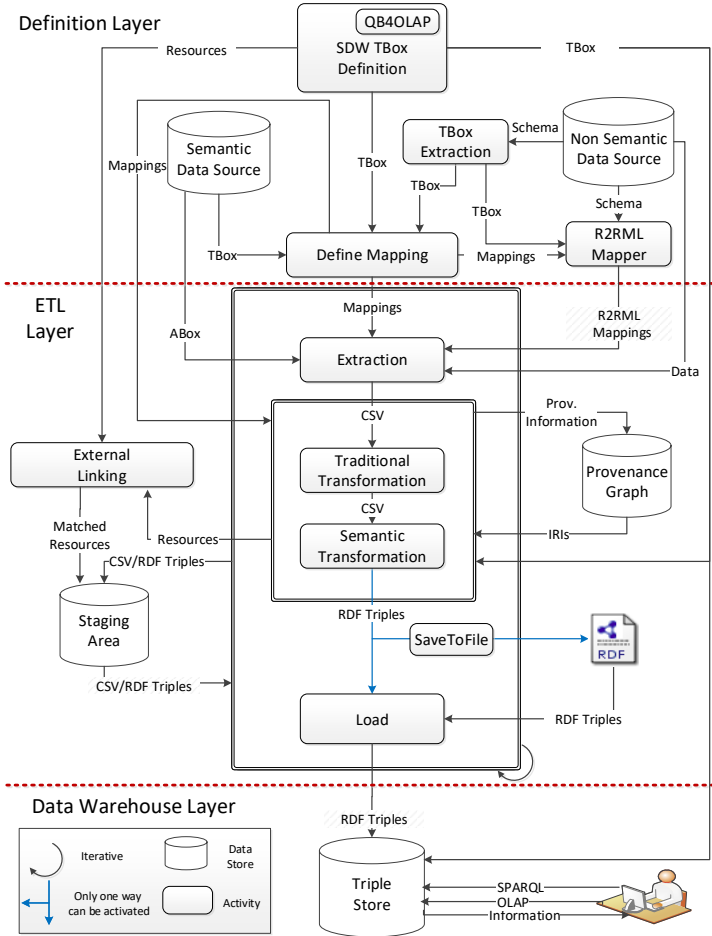 Definition Layer
QB4OLAP
SDW TBox
Definition
Resources
TBox
Semantic
Data Source
TBox
Extraction
Schema
Non Semantic
Data Source
Mappings
TBox
TBox
TBox
Schema
TBox
Define Mapping
Mappings
R2RML
Mapper
ETL
Layer
Mappings
R2RML
Mappings
ABox
Extraction
Data
CSV
Prov.
Information
External
Linking
Traditional
Transformation
Provenance
Graph
Matched
Resources
CSV
Resources
Semantic
Transformation
IRIs
CSV/RDF Triples
Staging
Area
RDF Triples
SaveToFile
RDF
CSV/RDF Triples
Load
RDF Triples
Data Warehouse Layer
RDF Triples
Iterative
Data
Store
Only one way
can be activated
Activity
Triple
Store
SPARQL
OLAP
Information